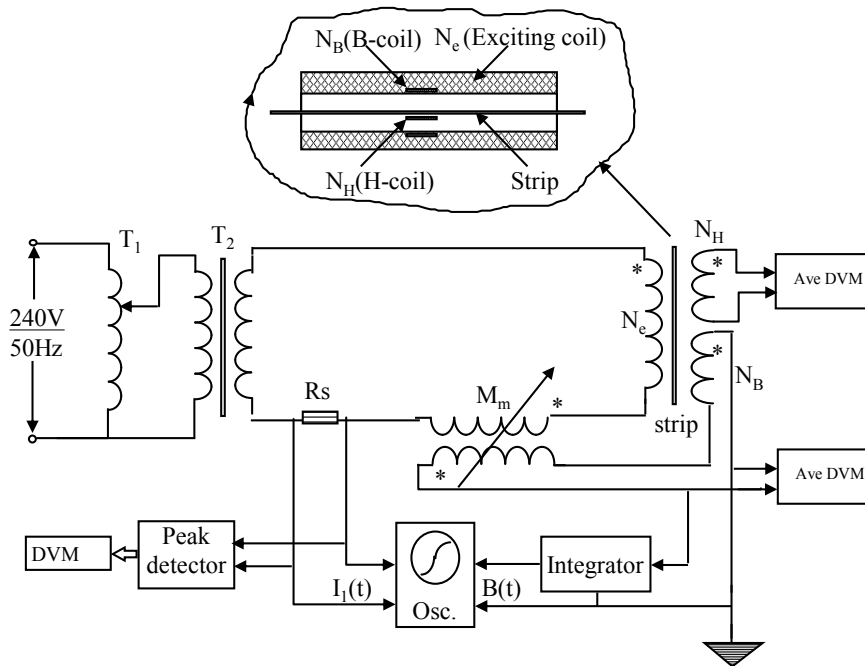 N_B(B-coil) N_e (Exciting coil)
N_H(H-coil) Strip
T_1 T_2 N_H
* *
Ave DVM
240V
50Hz
N_e
*
N_B
Rs M_m *
strip
*
Ave DVM
DVM
Peak
detector
I_1(t)
Osc.
B(t)
Integrator